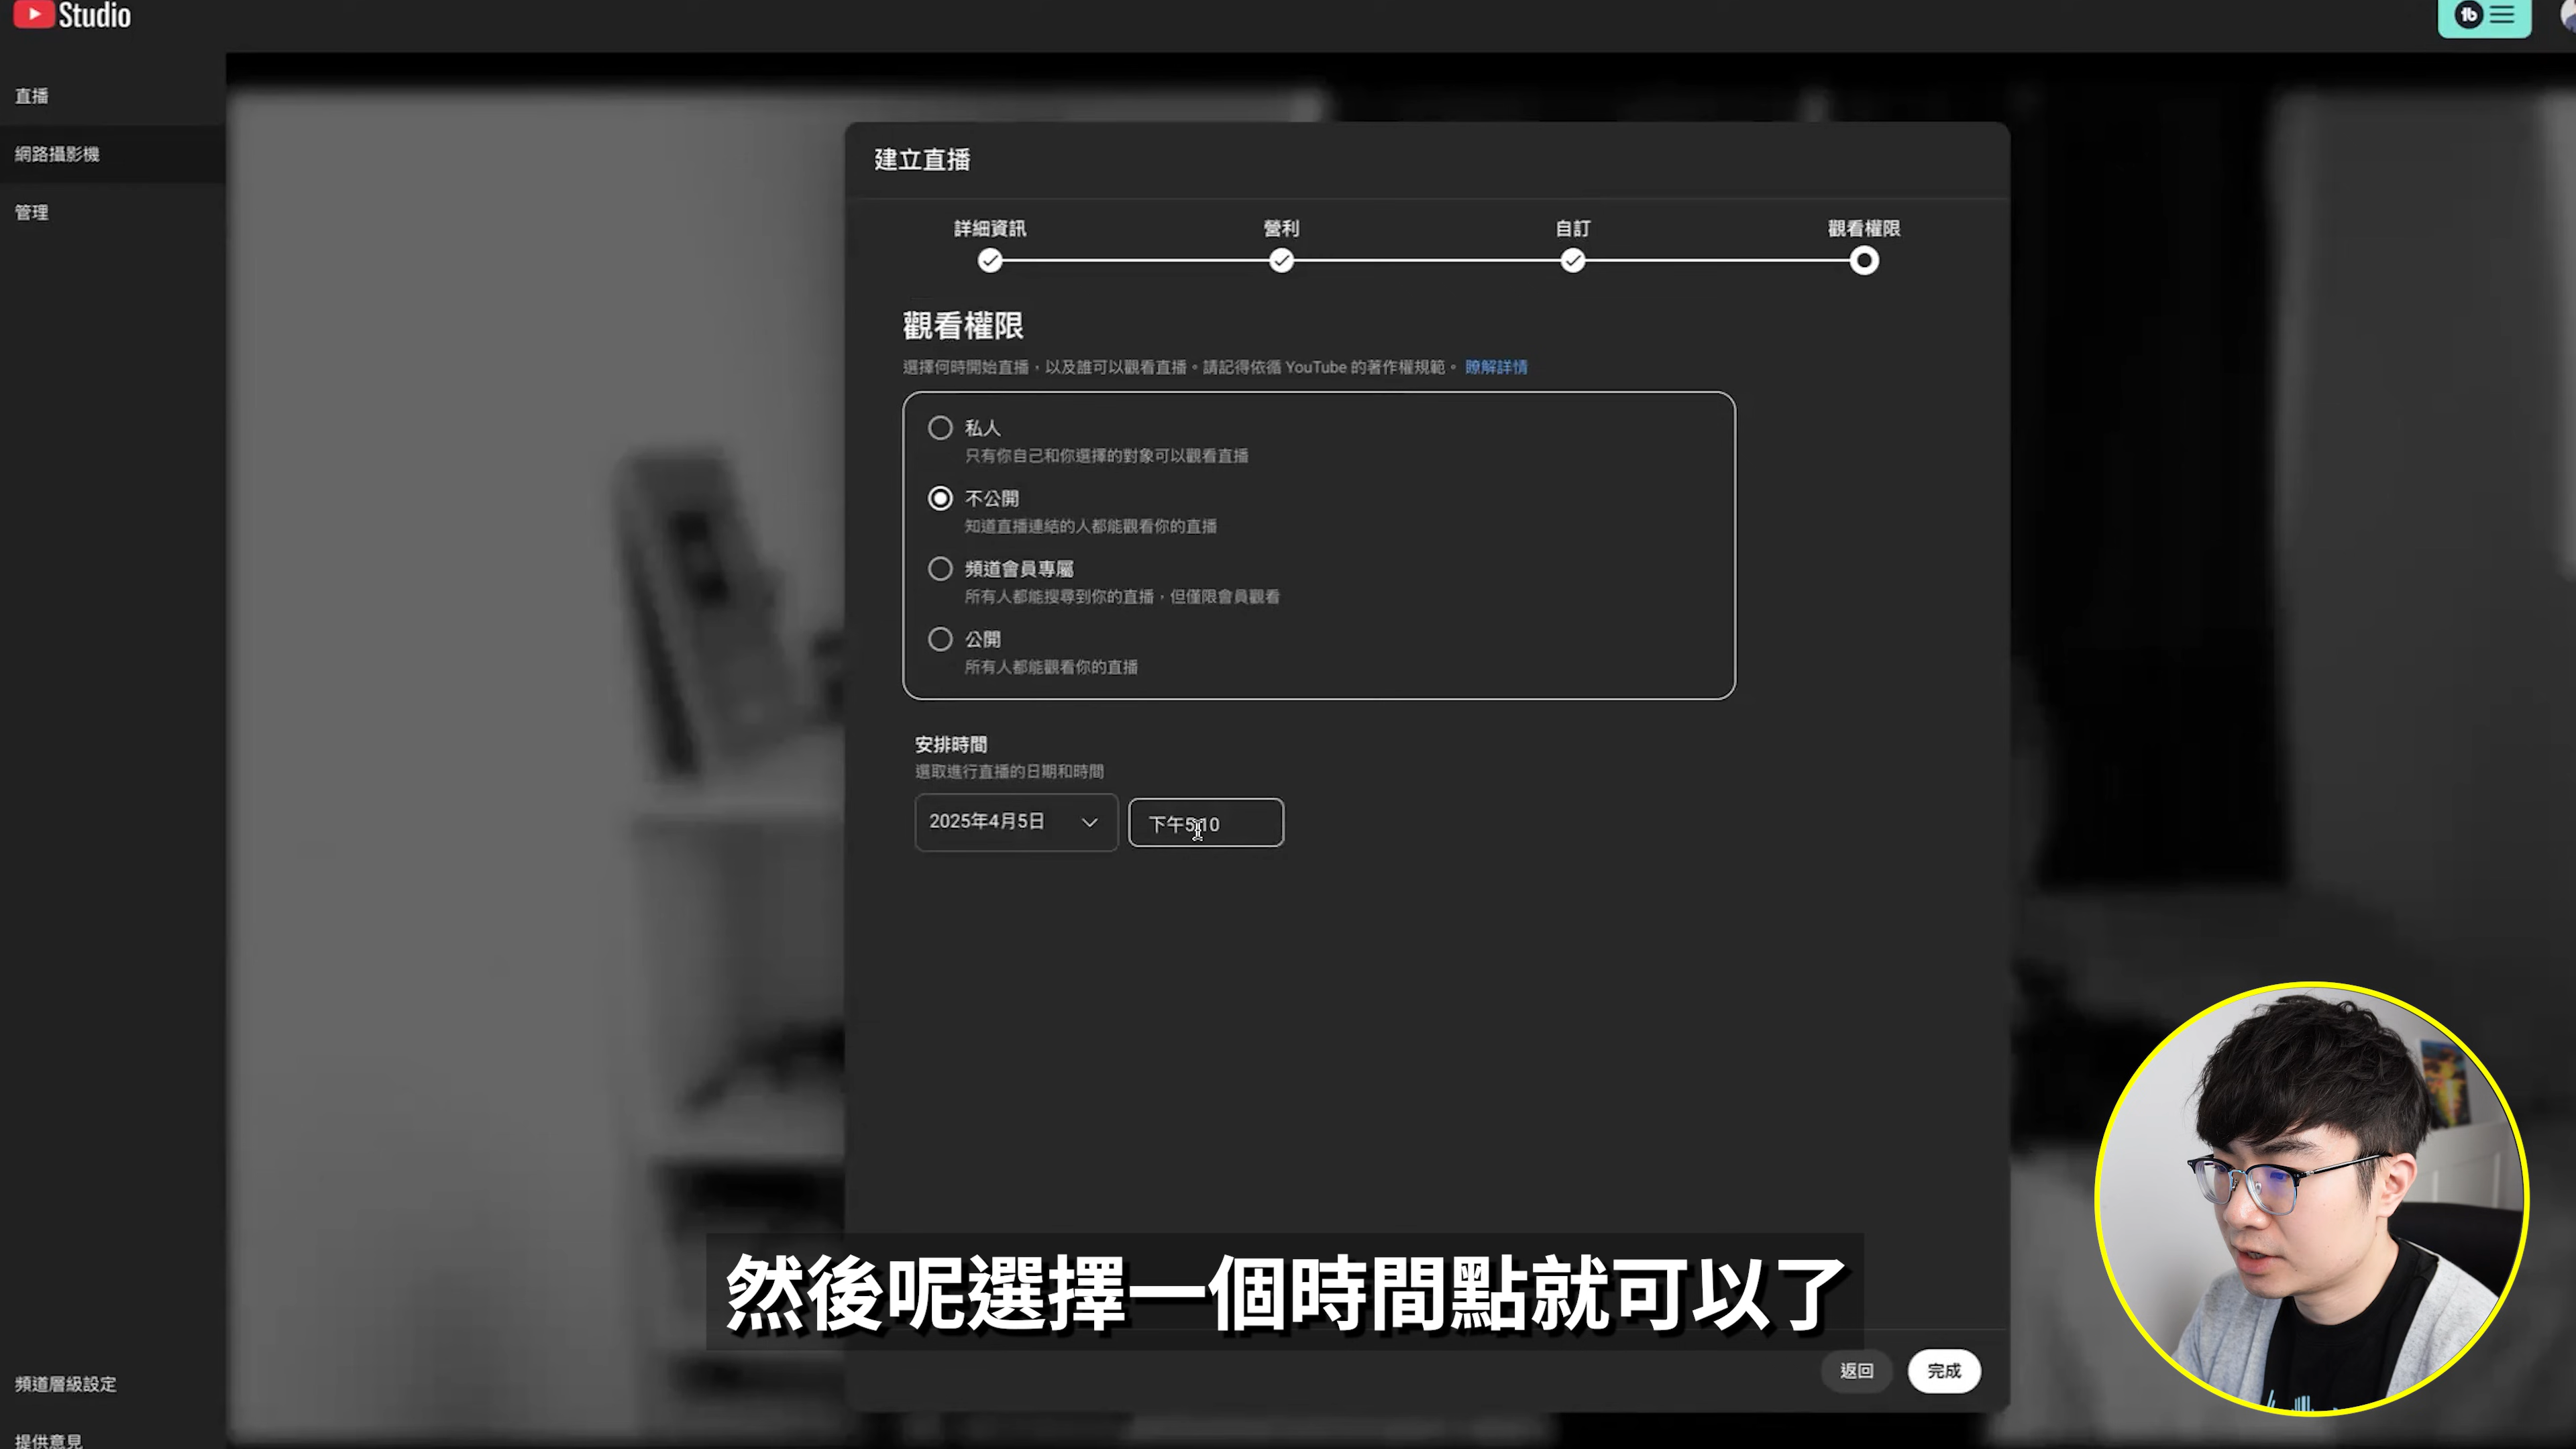 Studio
直播
網路攝影機
管理
建立直播
詳細資訊
營利
自訂
觀看權限
觀看權限
選擇何時開始直播，以及誰可以觀看直播。請記得依循 YouTube 的著作權規範。 瞭解詳情
私人
只有你自己和你選擇的對象可以觀看直播
不公開
知道直播連結的人都能觀看你的直播
頻道會員專屬
所有人都能搜尋到你的直播，但僅限會員觀看
公開
所有人都能觀看你的直播
安排時間
選取進行直播的日期和時間
2025年4月5日
下午5:10
然後呢選擇一個時間點就可以了
返回
完成
頻道層級設定
提供意見